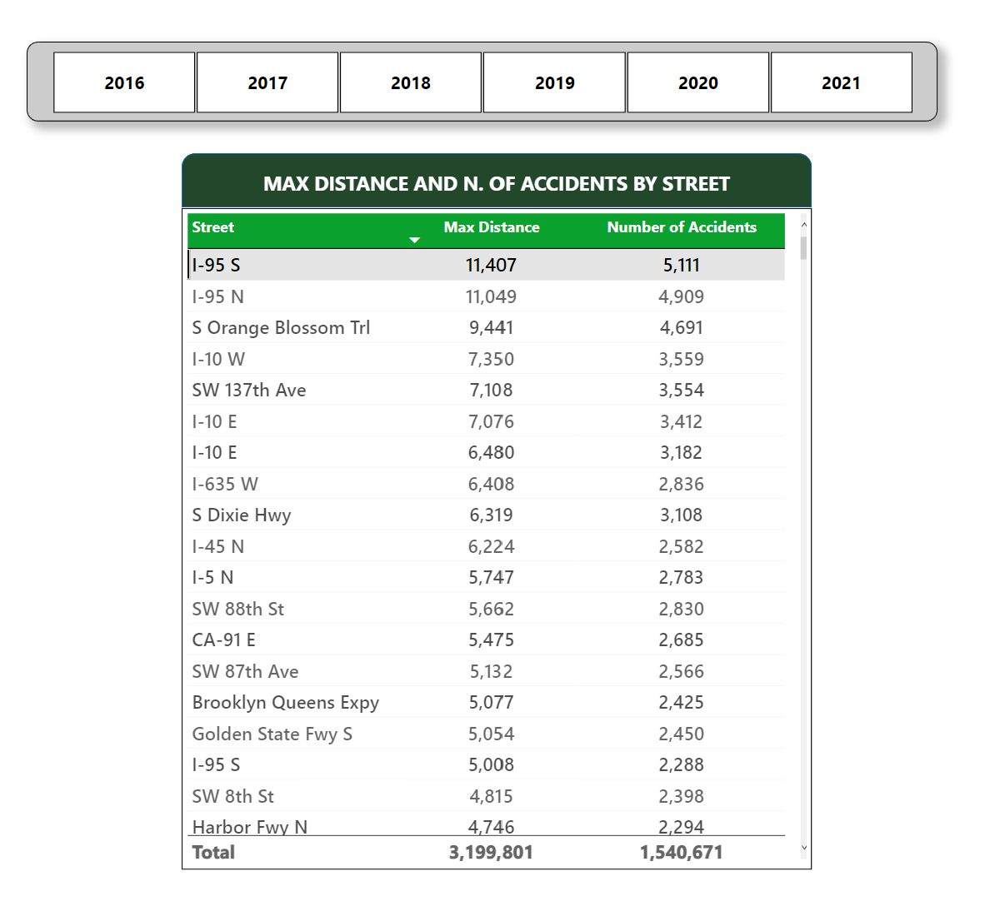 2016 2017 2018 2019 2020 2021
MAX DISTANCE AND N. OF ACCIDENTS BY STREET
Street Max Distance Number of Accidents
I-95 S 11,407 5,111
I-95 N 11,049 4,909
S Orange Blossom Trl 9,441 4,691
I-10 W 7,350 3,559
SW 137th Ave 7,108 3,554
I-10 E 7,076 3,412
I-10 E 6,480 3,182
I-635 W 6,408 2,836
S Dixie Hwy 6,319 3,108
I-45 N 6,224 2,582
I-5 N 5,747 2,783
SW 88th St 5,662 2,830
CA-91 E 5,475 2,685
SW 87th Ave 5,132 2,566
Brooklyn Queens Expy 5,077 2,425
Golden State Fwy S 5,054 2,450
I-95 S 5,008 2,288
SW 8th St 4,815 2,398
Harbor Fwy N 4,746 2,294
Total 3,199,801 1,540,671